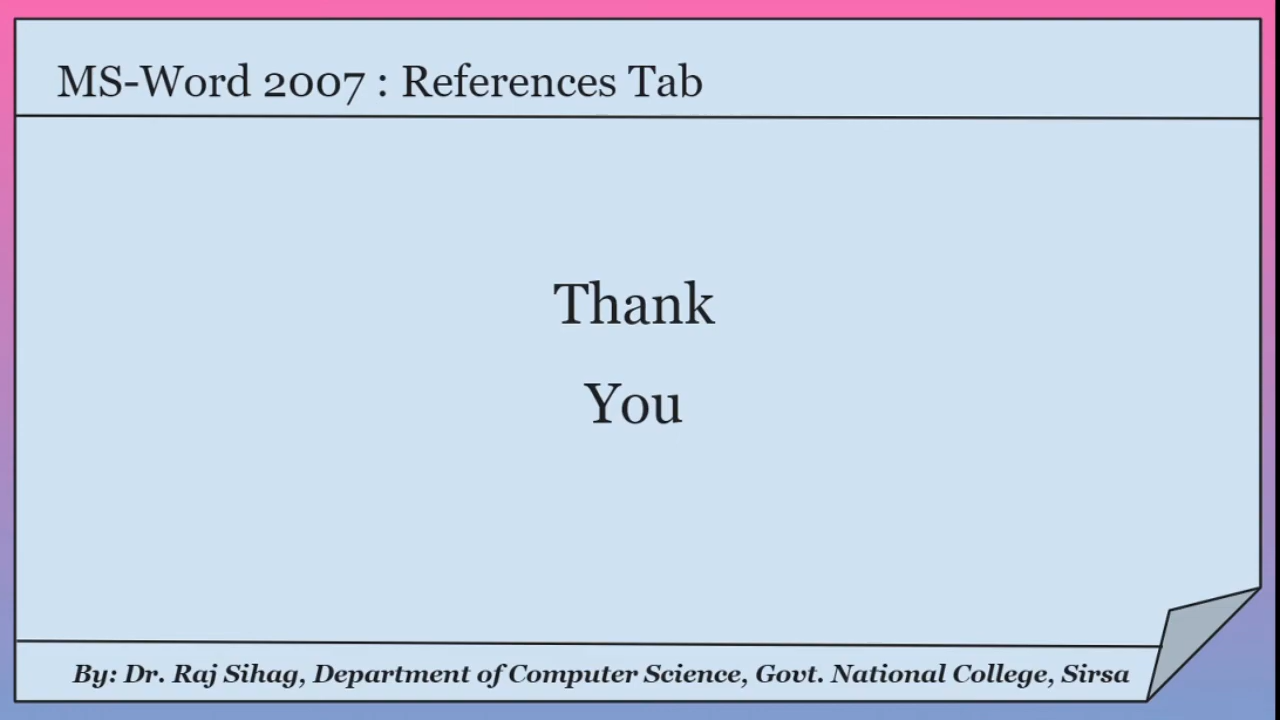 MS-Word 2007 : References Tab
Thank
You
By: Dr. Raj Sihag, Department of Computer Science, Govt. National College, Sirsa